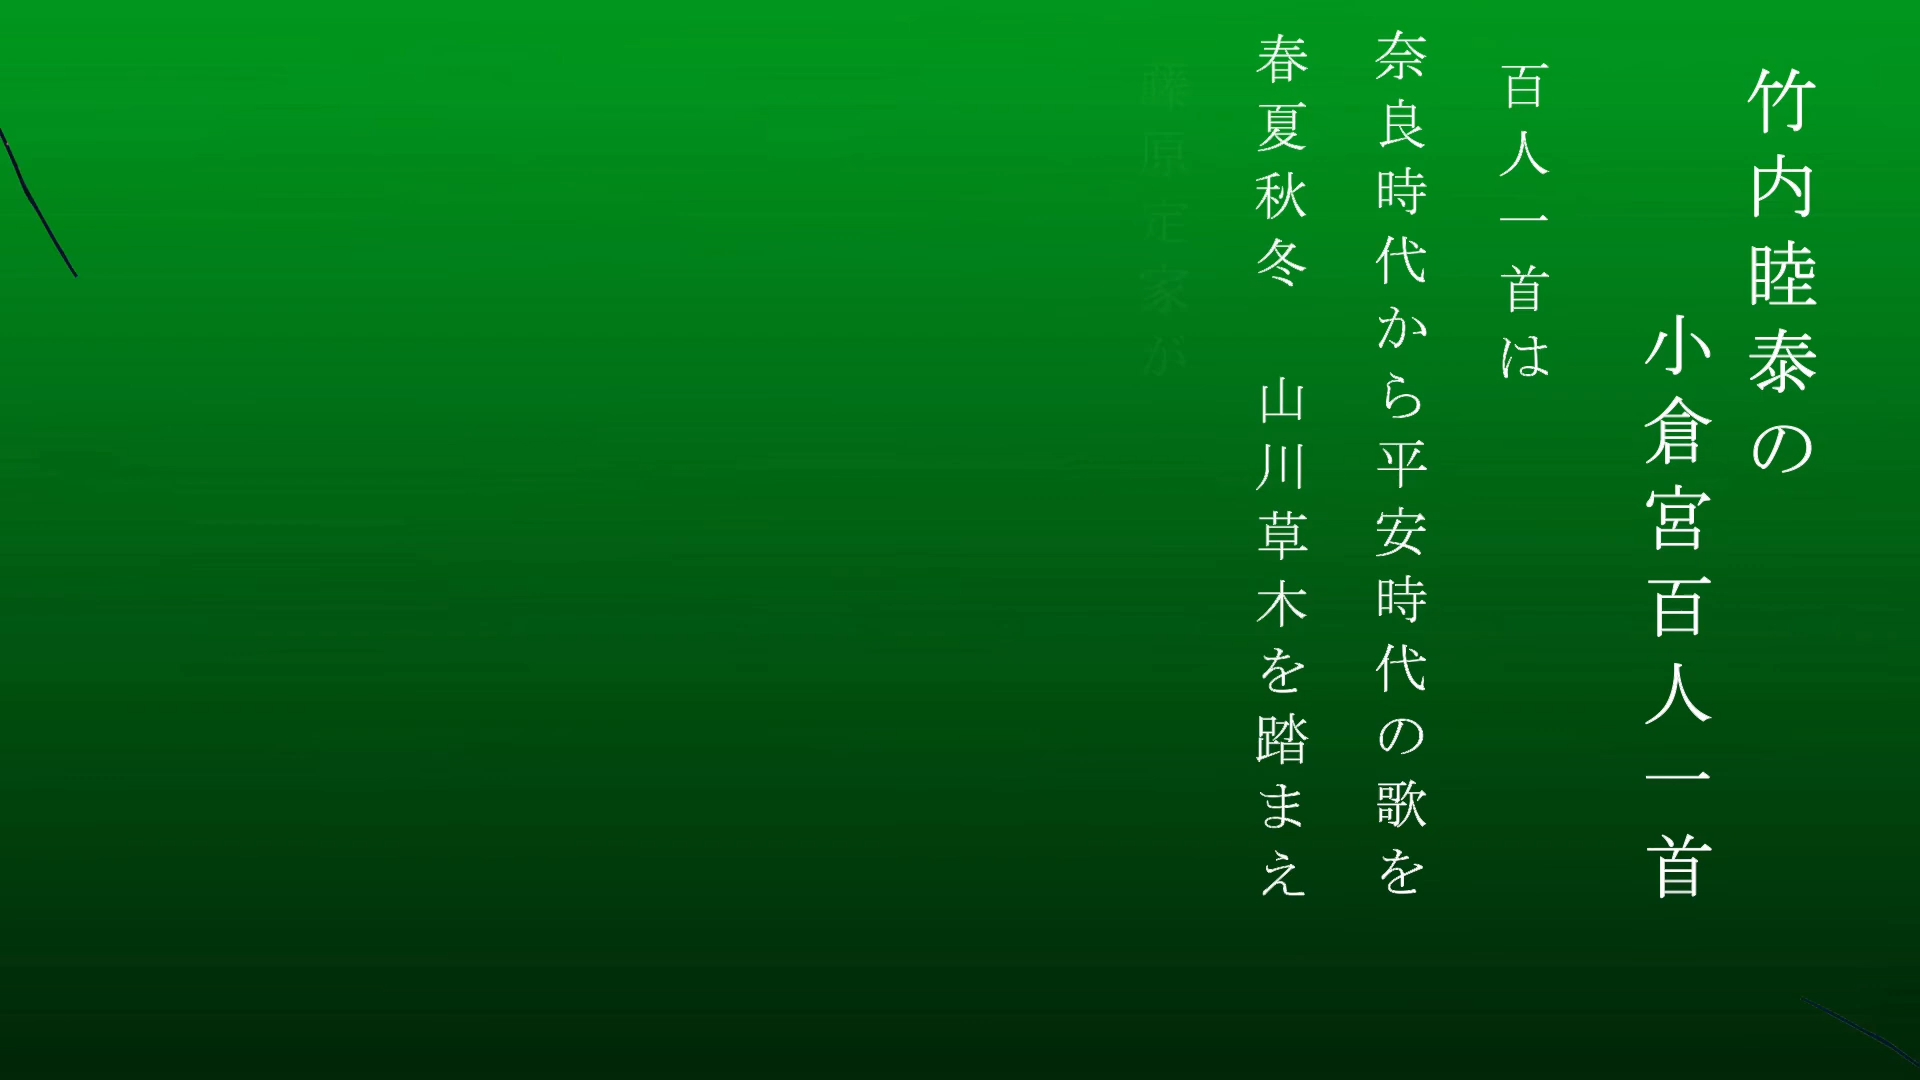 竹内睦泰の
小倉宮百人一首
百人一首は
奈良時代から平安時代の歌を
春夏秋冬　山川草木を踏まえ
藤原定家が